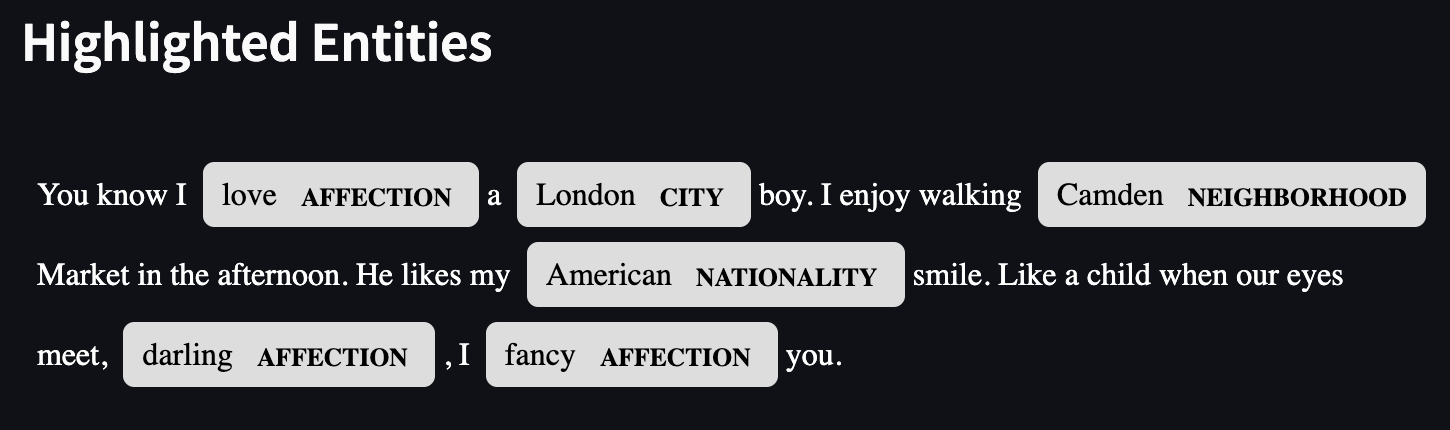 Highlighted Entities
You know I love AFFECTION a London CITY boy. I enjoy walking Camden NEIGHBORHOOD
Market in the afternoon. He likes my American NATIONALITY smile. Like a child when our eyes
meet, darling AFFECTION , I fancy AFFECTION you.